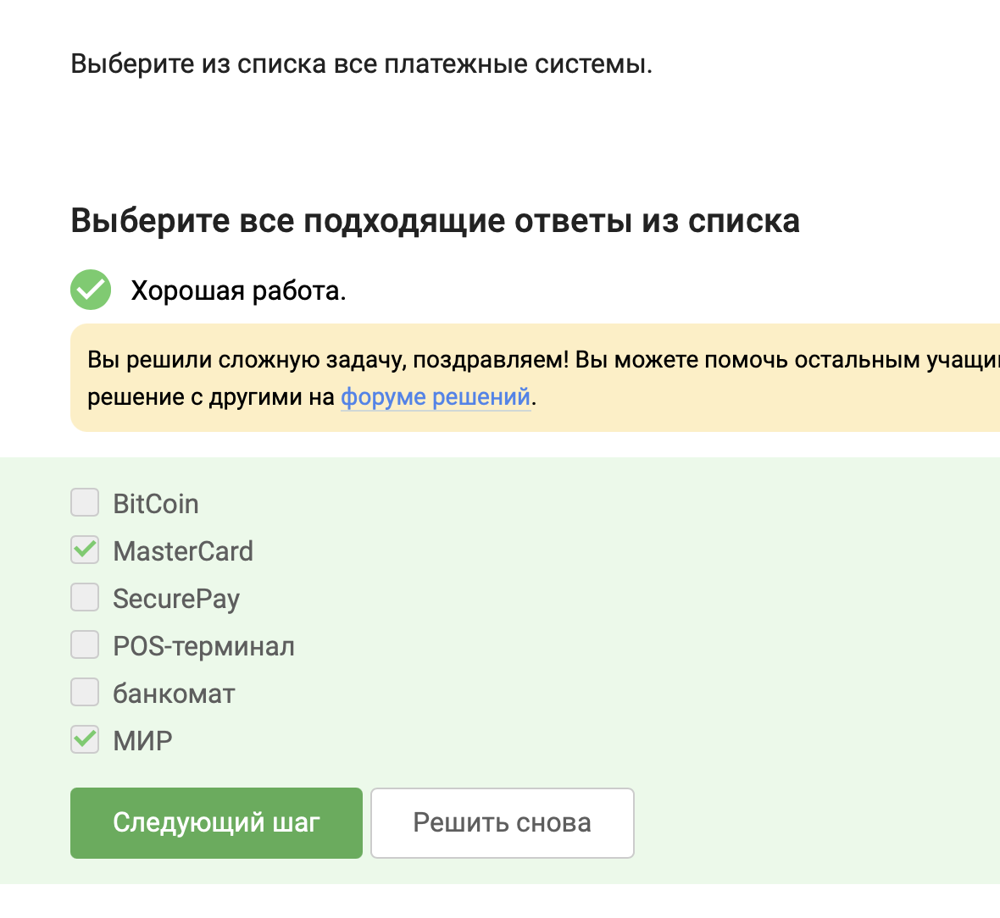 Выберите из списка все платежные системы.
Выберите все подходящие ответы из списка
Хорошая работа.
Вы решили сложную задачу, поздравляем! Вы можете помочь остальным
решение с другими на форуме решений.
BitCoin
MasterCard
SecurePay
POS-терминал
банкомат
МИР
Следующий шаг
Решить снова